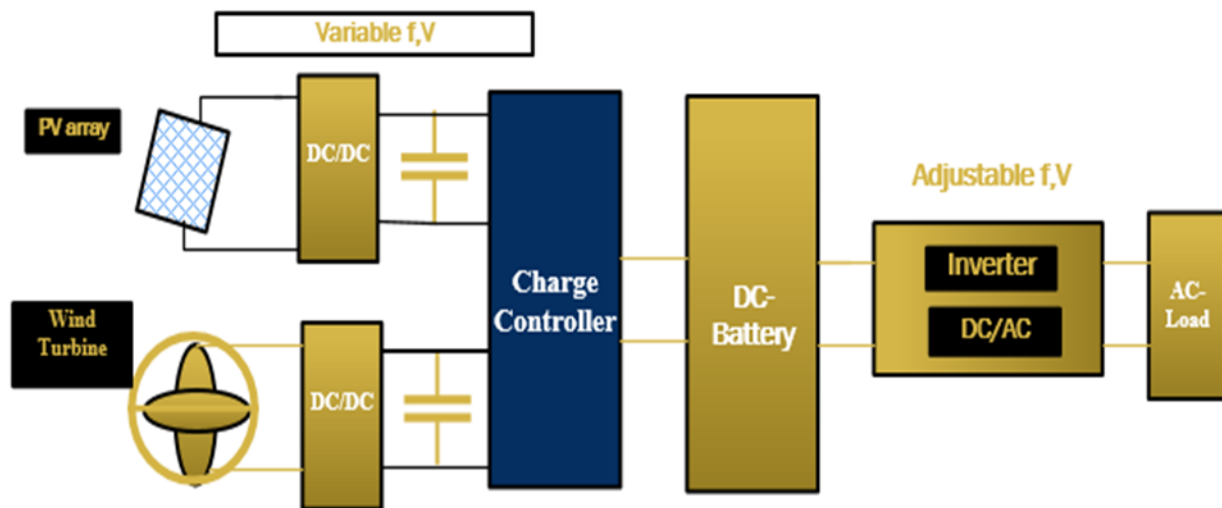 Variable f,V
PV array
DC/DC
Wind
Turbine
DC/DC
Charge
Controller
DC-
Battery
Adjustable f,V
Inverter
DC/AC
AC-
Load